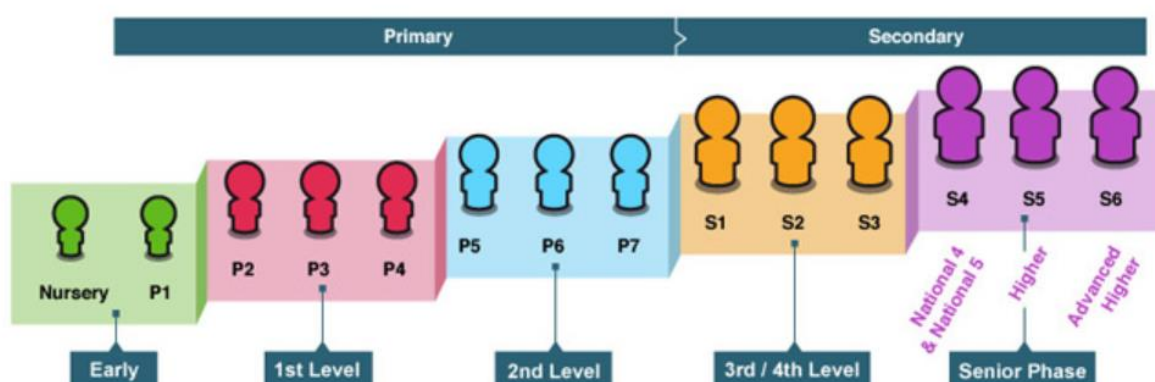 Primary
Secondary
Nursery
P1
P2
P3
P4
P5
P6
P7
S1
S2
S3
S4
S5
S6
National 4
& National 5
Higher
Advanced
Higher
Early
1st Level
2nd Level
3rd / 4th Level
Senior Phase